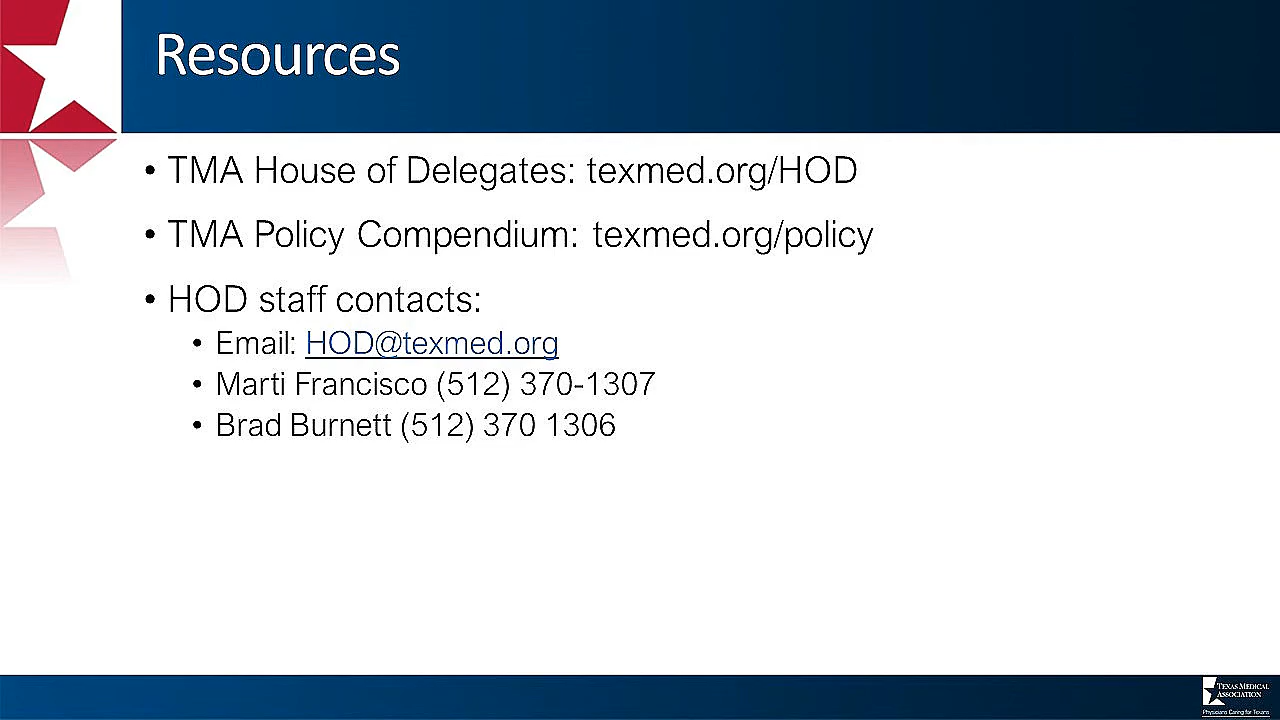 Resources
• TMA House of Delegates: texmed.org/HOD
• TMA Policy Compendium: texmed.org/policy
• HOD staff contacts:
• Email: HOD@texmed.org
• Marti Francisco (512) 370-1307
• Brad Burnett (512) 370 1306
TEXAS MEDICAL
ASSOCIATION
Physicians Caring for Texans